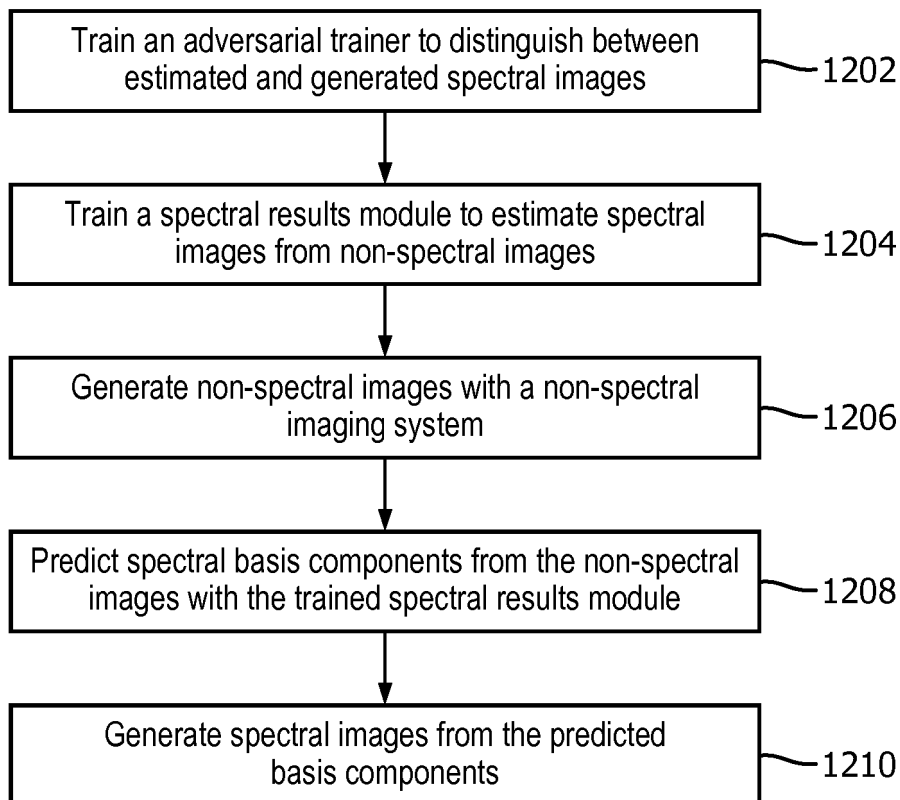 Train an adversarial trainer to distinguish between
estimated and generated spectral images
1202
Train a spectral results module to estimate spectral
images from non-spectral images
1204
Generate non-spectral images with a non-spectral
imaging system
1206
Predict spectral basis components from the non-spectral
images with the trained spectral results module
1208
Generate spectral images from the predicted
basis components
1210